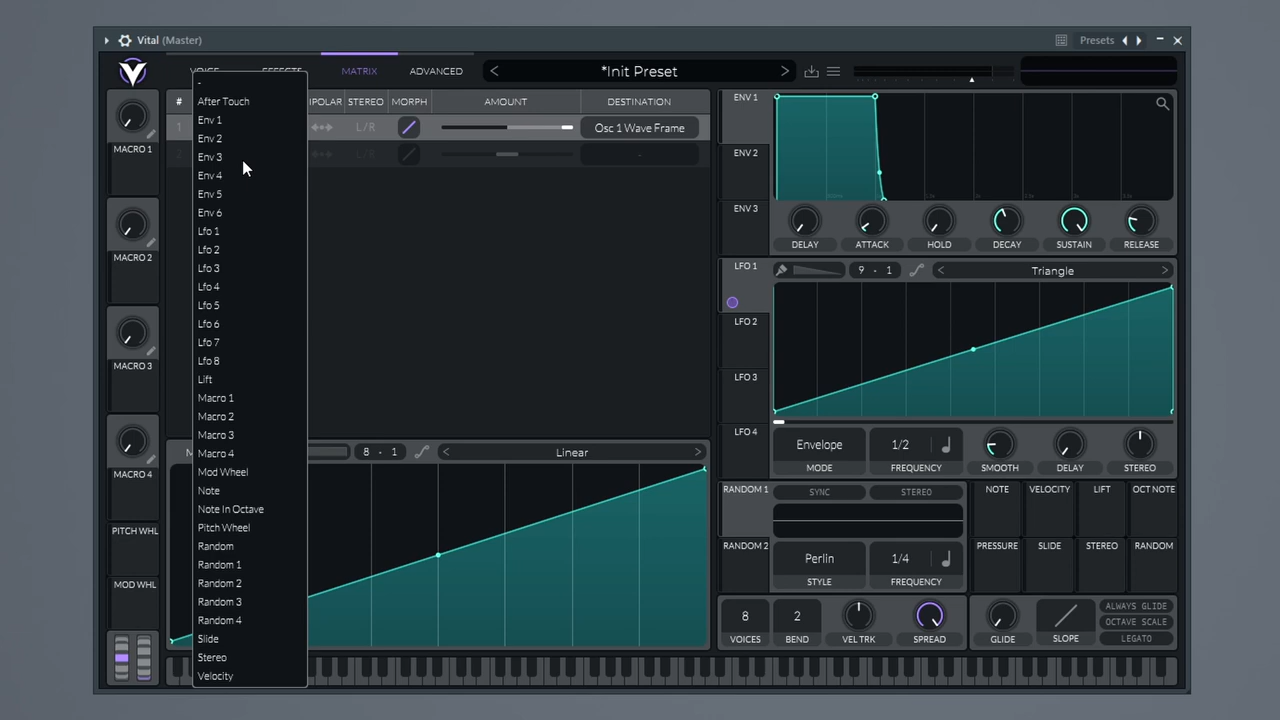 Vital (Master)
Presets
VOICE
EFFECTS
MATRIX
ADVANCED
*Init Preset
#
IPOLAR
STEREO
MORPH
AMOUNT
DESTINATION
1
L/R
Osc 1 Wave Frame
2
L/R
-
-
After Touch
Env 1
Env 2
Env 3
Env 4
Env 5
Env 6
Lfo 1
Lfo 2
Lfo 3
Lfo 4
Lfo 5
Lfo 6
Lfo 7
Lfo 8
Lift
Macro 1
Macro 2
Macro 3
Macro 4
Mod Wheel
Note
Note In Octave
Pitch Wheel
Random
Random 1
Random 2
Random 3
Random 4
Slide
Stereo
Velocity
MACRO 1
MACRO 2
MACRO 3
MACRO 4
PITCH WHL
MOD WHL
M
8 - 1
Linear
ENV 1
ENV 2
ENV 3
DELAY
ATTACK
HOLD
DECAY
SUSTAIN
RELEASE
LFO 1
LFO 2
LFO 3
LFO 4
9 - 1
Triangle
Envelope
MODE
1/2
FREQUENCY
SMOOTH
DELAY
STEREO
RANDOM 1
RANDOM 2
SYNC
STEREO
Perlin
STYLE
1/4
FREQUENCY
NOTE
VELOCITY
LIFT
OCT NOTE
PRESSURE
SLIDE
STEREO
RANDOM
8
VOICES
2
BEND
VEL TRK
SPREAD
GLIDE
SLOPE
ALWAYS GLIDE
OCTAVE SCALE
LEGATO